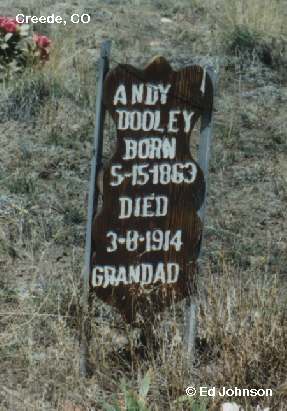 Creede, CO
ANDY
DOOLEY
BORN
5-15-1863
DIED
3-8-1914
GRANDAD
© Ed Johnson